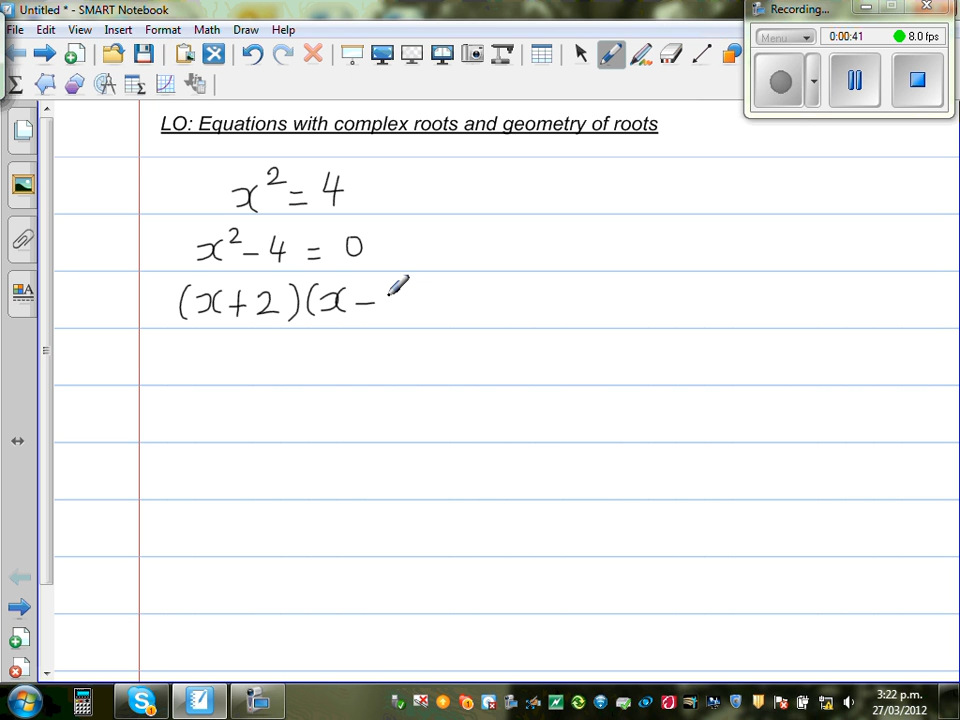 Untitled * - SMART Notebook
Recording...
File Edit View Insert Format Math Draw Help
Menu 0:00:41 8.0 fps
LO: Equations with complex roots and geometry of roots
x² = 4
x² - 4 = 0
(x+2)(x-
3:22 p.m.
27/03/2012